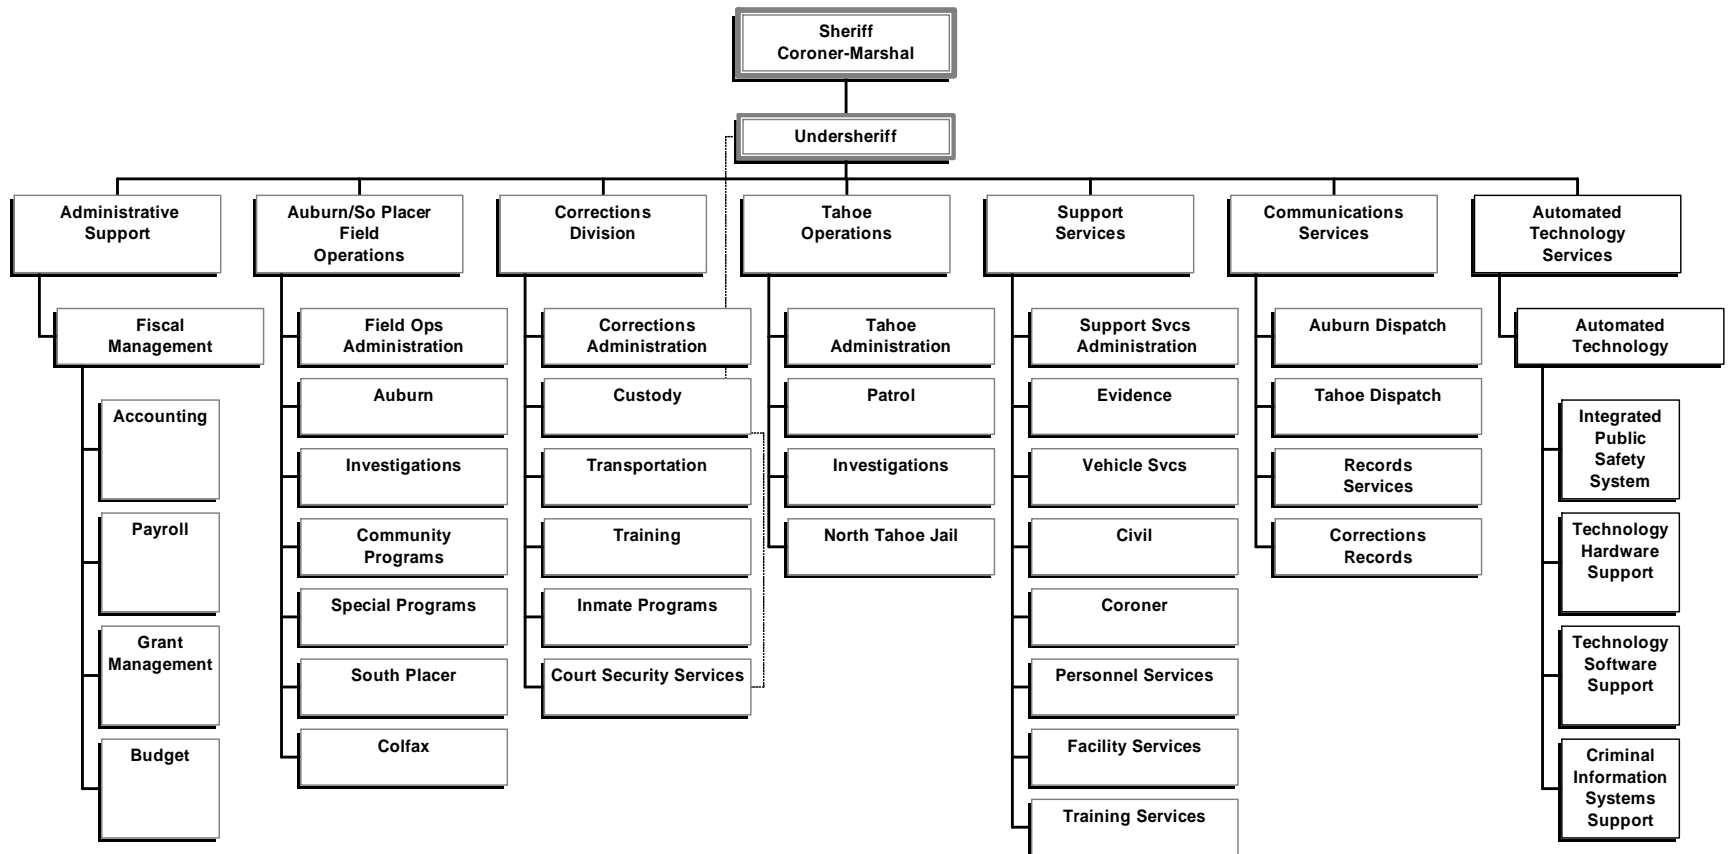 Sheriff
Coroner-Marshal
Undersheriff
Administrative
Support
Auburn/So Placer
Field
Operations
Corrections
Division
Tahoe
Operations
Support
Services
Communications
Services
Automated
Technology
Services
Fiscal
Management
Accounting
Payroll
Grant
Management
Budget
Field Ops
Administration
Auburn
Investigations
Community
Programs
Special Programs
South Placer
Colfax
Corrections
Administration
Custody
Transportation
Training
Inmate Programs
Court Security Services
Tahoe
Administration
Patrol
Investigations
North Tahoe Jail
Support Svcs
Administration
Evidence
Vehicle Svcs
Civil
Coroner
Personnel Services
Facility Services
Training Services
Auburn Dispatch
Tahoe Dispatch
Records
Services
Corrections
Records
Automated
Technology
Integrated
Public
Safety
System
Technology
Hardware
Support
Technology
Software
Support
Criminal
Information
Systems
Support